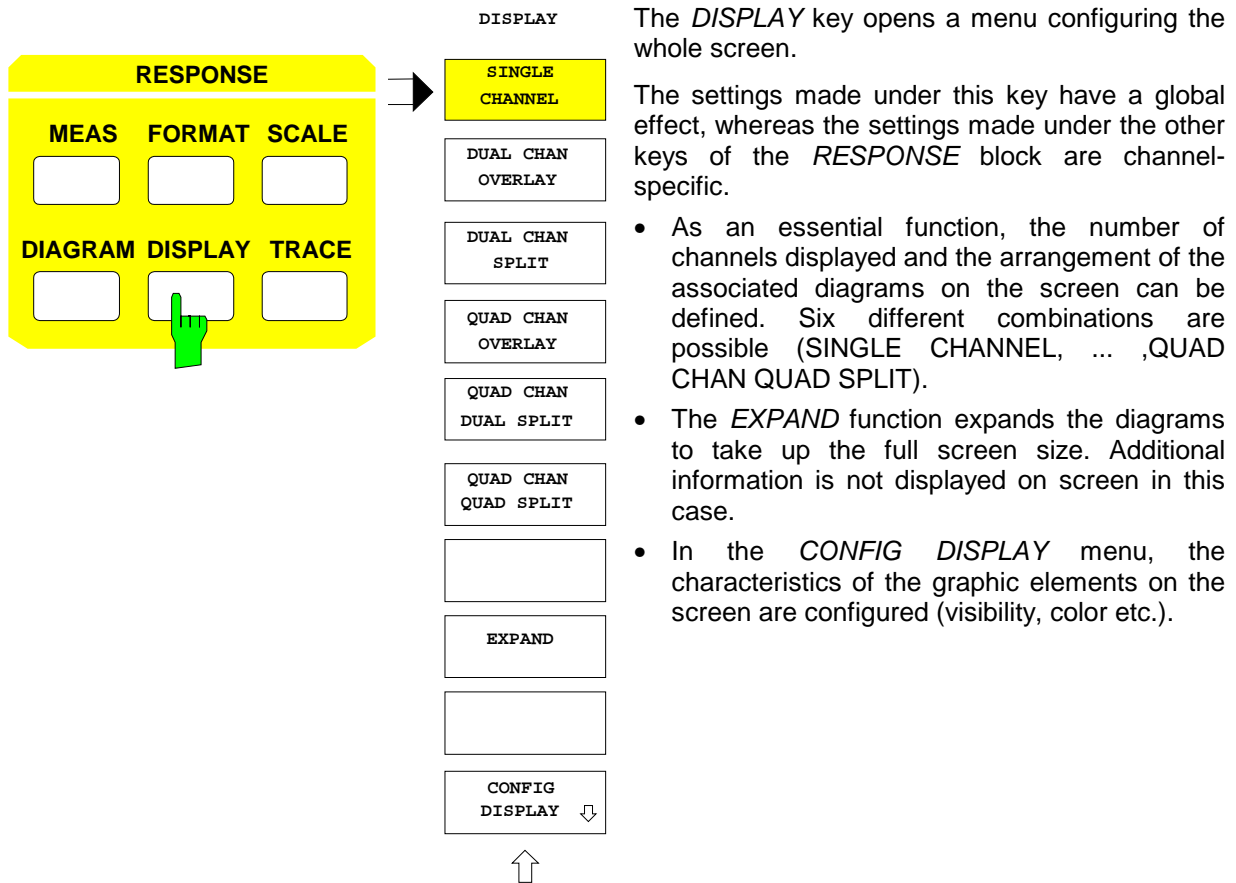 RESPONSE
MEAS FORMAT SCALE
DIAGRAM DISPLAY TRACE
DISPLAY
SINGLE
CHANNEL
DUAL CHAN
OVERLAY
DUAL CHAN
SPLIT
QUAD CHAN
OVERLAY
QUAD CHAN
DUAL SPLIT
QUAD CHAN
QUAD SPLIT
EXPAND
CONFIG
DISPLAY
The DISPLAY key opens a menu configuring the
whole screen.
The settings made under this key have a global
effect, whereas the settings made under the other
keys of the RESPONSE block are channel-
specific.
• As an essential function, the number of
channels displayed and the arrangement of the
associated diagrams on the screen can be
defined. Six different combinations are
possible (SINGLE CHANNEL, ... ,QUAD
CHAN QUAD SPLIT).
• The EXPAND function expands the diagrams
to take up the full screen size. Additional
information is not displayed on screen in this
case.
• In the CONFIG DISPLAY menu, the
characteristics of the graphic elements on the
screen are configured (visibility, color etc.).